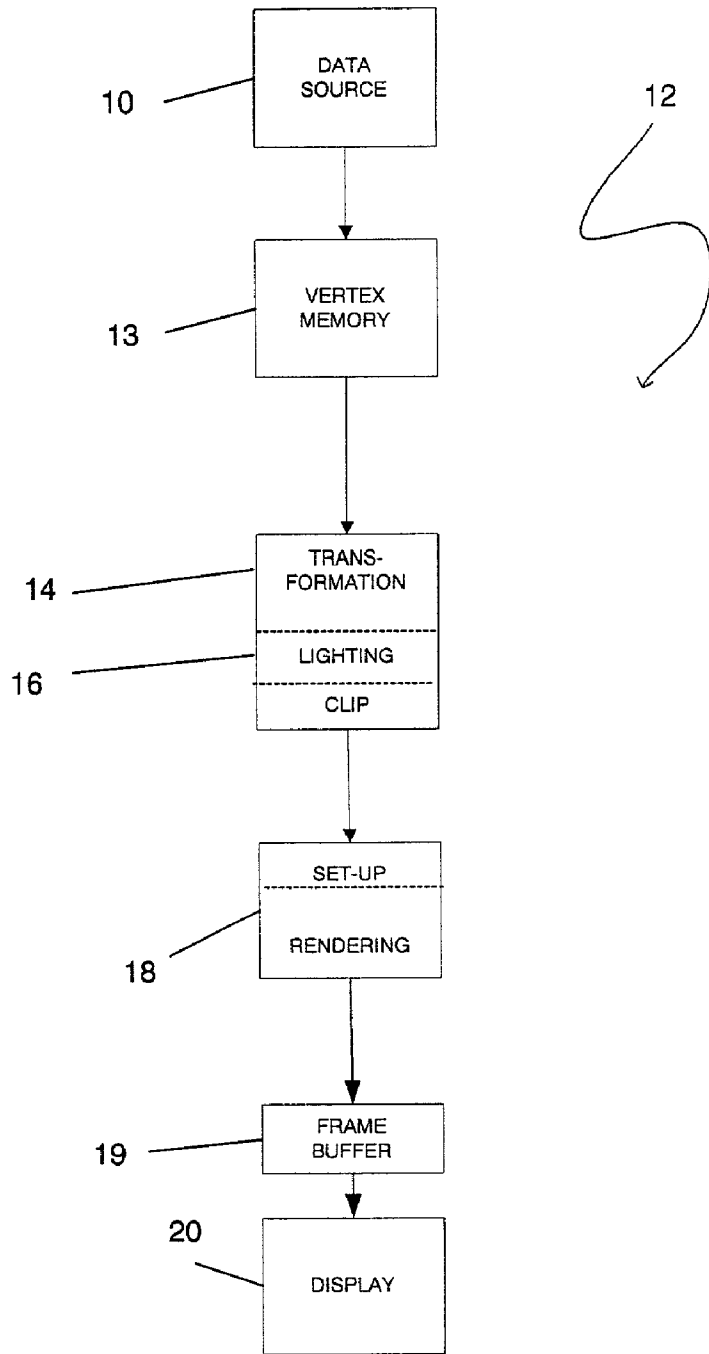 DATA
SOURCE
10
12
VERTEX
MEMORY
13
TRANS-
FORMATION
14
LIGHTING
16
CLIP
SET-UP
RENDERING
18
FRAME
BUFFER
19
20
DISPLAY